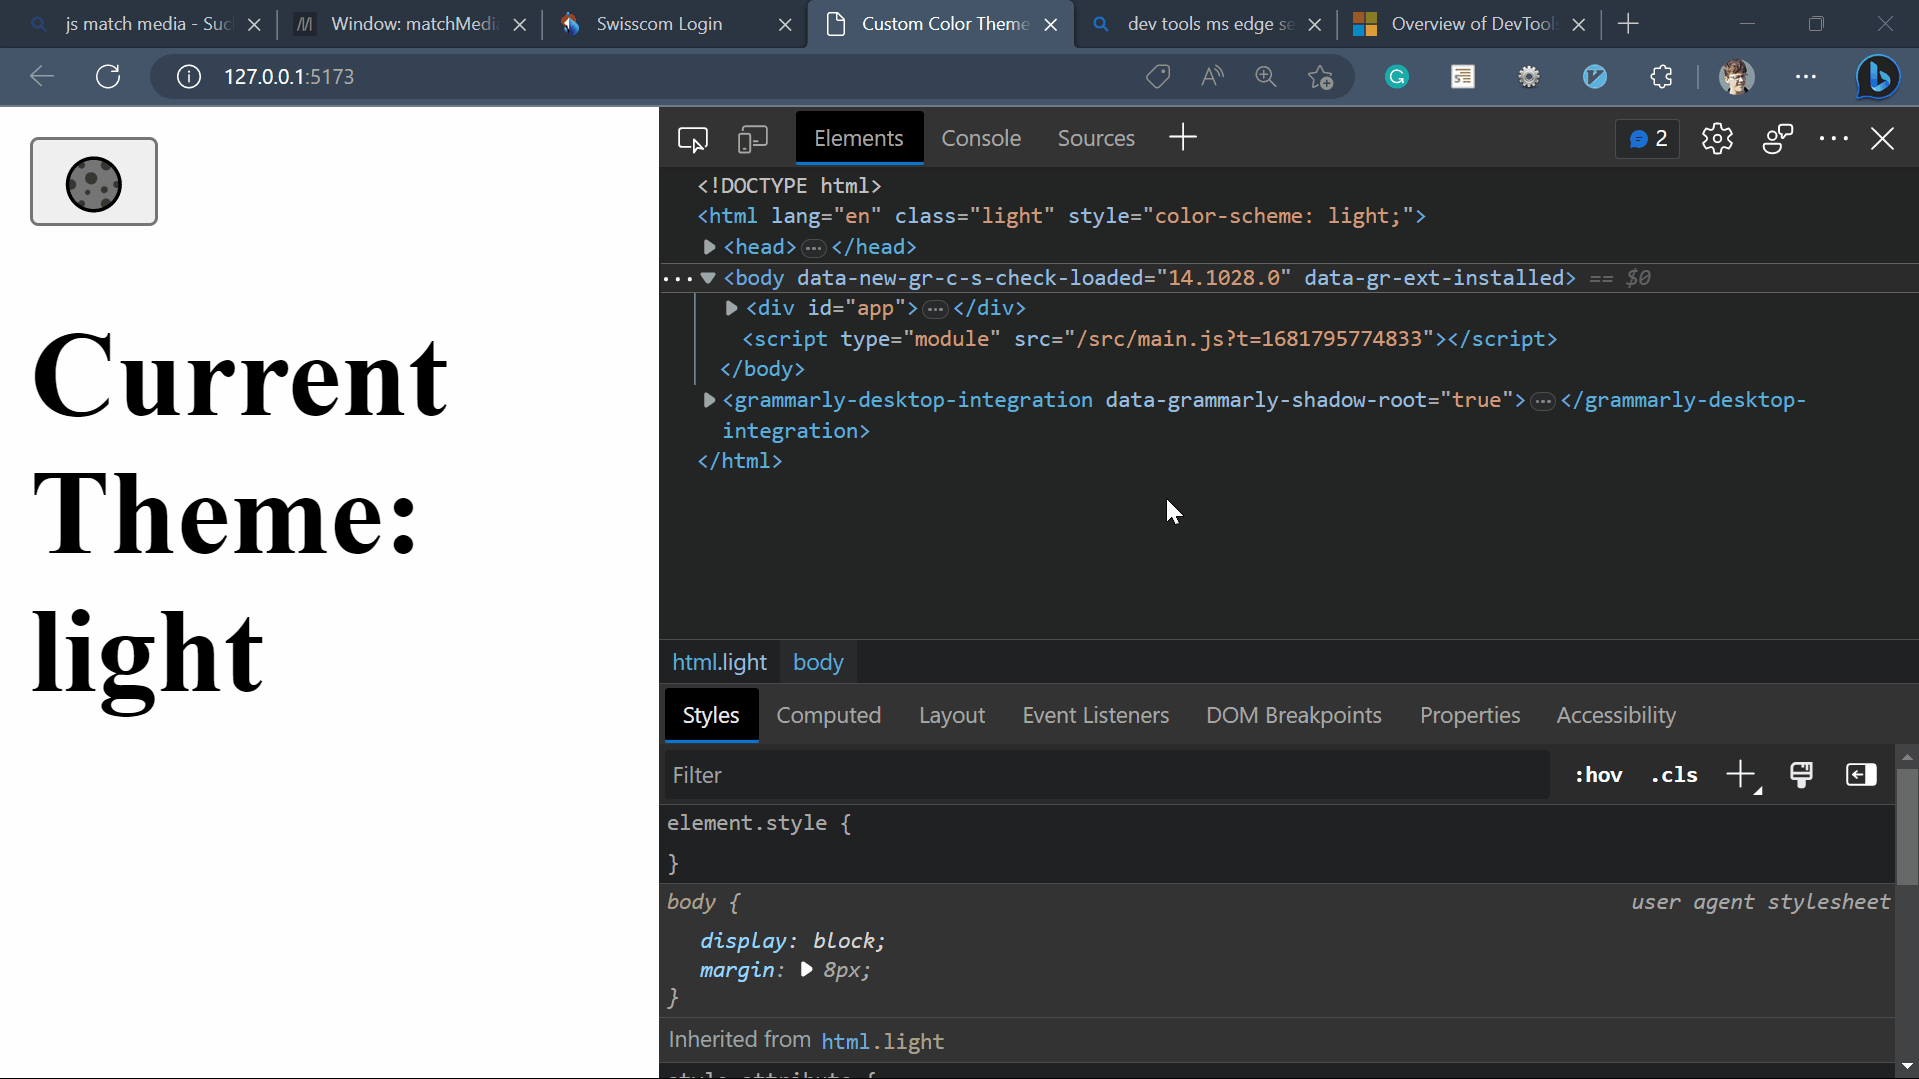 js match media - Suc
Window: matchMedi
Swisscom Login
Custom Color Theme
dev tools ms edge se
Overview of DevTool
127.0.0.1:5173
Current
Theme:
light
Elements
Console
Sources
2
<!DOCTYPE html>
<html lang="en" class="light" style="color-scheme: light;">
<head>…</head>
<body data-new-gr-c-s-check-loaded="14.1028.0" data-gr-ext-installed> == $0
<div id="app">…</div>
<script type="module" src="/src/main.js?t=1681795774833"></script>
</body>
<grammarly-desktop-integration data-grammarly-shadow-root="true">…</grammarly-desktop-
integration>
</html>
html.light body
Styles Computed Layout Event Listeners DOM Breakpoints Properties Accessibility
Filter :hov .cls
element.style {
}
body { user agent stylesheet
display: block;
margin: 8px;
}
Inherited from html.light